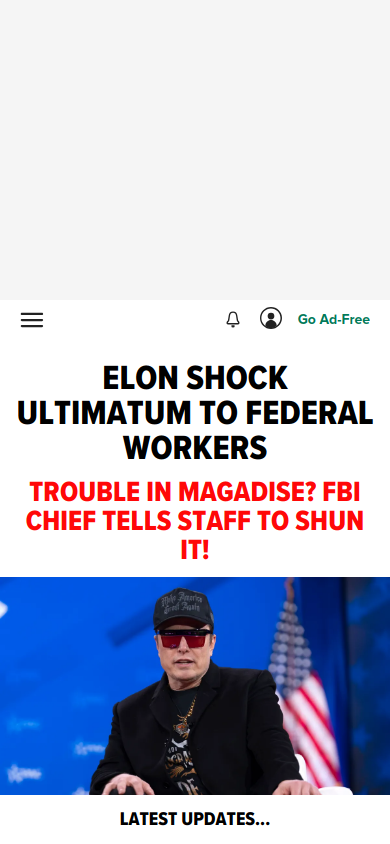 Go Ad-Free
ELON SHOCK
ULTIMATUM TO FEDERAL
WORKERS
TROUBLE IN MAGADISE? FBI
CHIEF TELLS STAFF TO SHUN
IT!
Make America
Great Again
LATEST UPDATES...